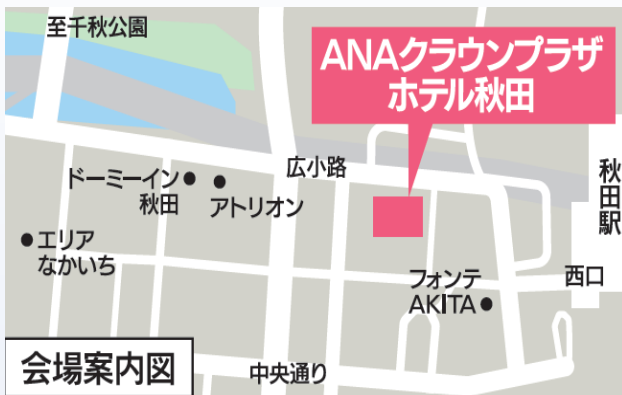 至千秋公園
ANAクラウンプラザ
ホテル秋田
広小路
ドーミーイン
秋田
アトリオン
秋田駅
エリア
なかいち
フォンテ
AKITA
西口
会場案内図
中央通り